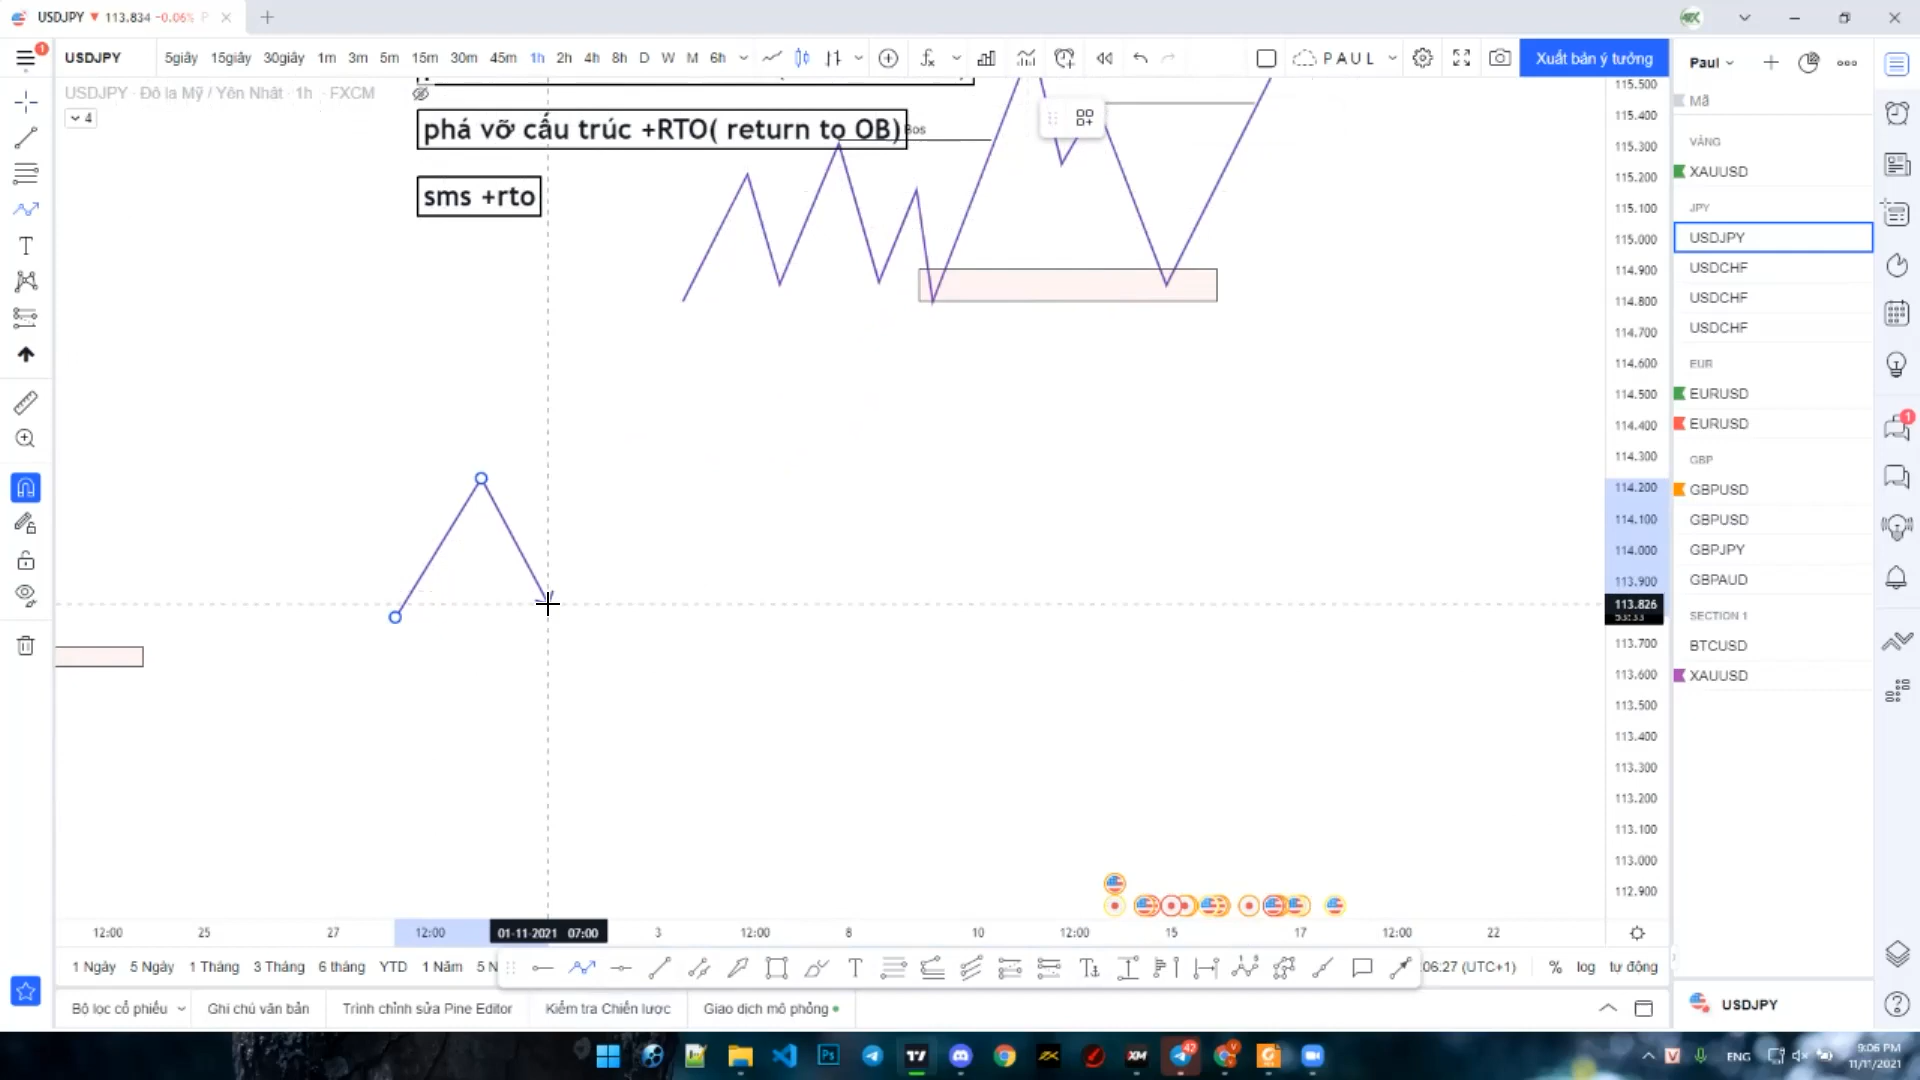 USDJPY 113.834 -0.06% P
USDJPY 5giây 15giây 30giây 1m 3m 5m 15m 30m 45m 1h 2h 4h 8h D W M 6h PAUL Xuất bản ý tưởng
USDJPY · Đô la Mỹ / Yên Nhật · 1h · FXCM
4
phá vỡ cấu trúc +RTO( return to OB)
Bos
sms +rto
115.500
115.400
115.300
115.200
115.100
115.000
114.900
114.800
114.700
114.600
114.500
114.400
114.300
114.200
114.100
114.000
113.900
113.826
53:33
113.700
113.600
113.500
113.400
113.300
113.200
113.100
113.000
112.900
Paul
Mã
VÀNG
XAUUSD
JPY
USDJPY
USDCHF
USDCHF
USDCHF
EUR
EURUSD
EURUSD
GBP
GBPUSD
GBPUSD
GBPJPY
GBPAUD
SECTION 1
BTCUSD
XAUUSD
12:00 25 27 12:00 01-11-2021 07:00 3 12:00 8 10 12:00 15 17 12:00 22
1 Ngày 5 Ngày 1 Tháng 3 Tháng 6 tháng YTD 1 Năm 5 N :06:27 (UTC+1) % log tự động
Bộ lọc cổ phiếu Ghi chú văn bản Trình chỉnh sửa Pine Editor Kiểm tra Chiến lược Giao dịch mô phỏng
USDJPY
ENG
9:06 PM
11/11/2021